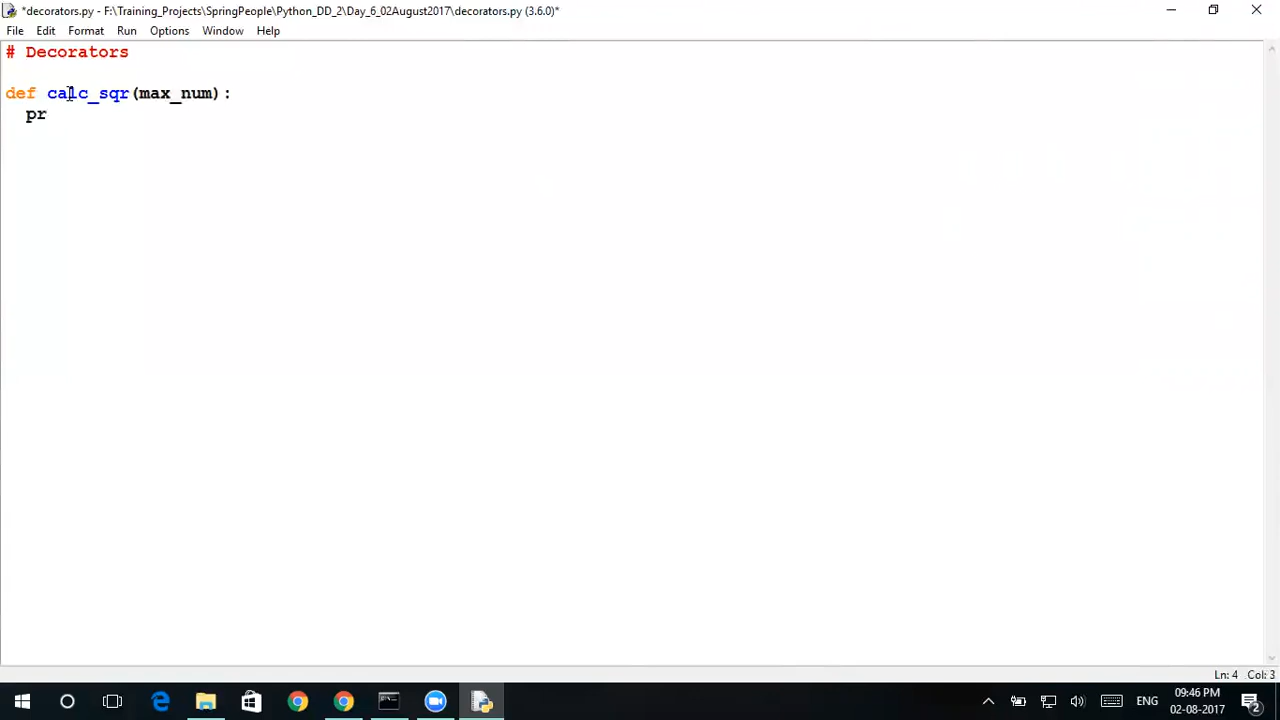 *decorators.py - F:\Training_Projects\SpringPeople\Python_DD_2\Day_6_02August2017\decorators.py (3.6.0)*
File Edit Format Run Options Window Help
# Decorators
def calc_sqr(max_num):
pr
Ln: 4 Col: 3
09:46 PM
ENG
02-08-2017
2